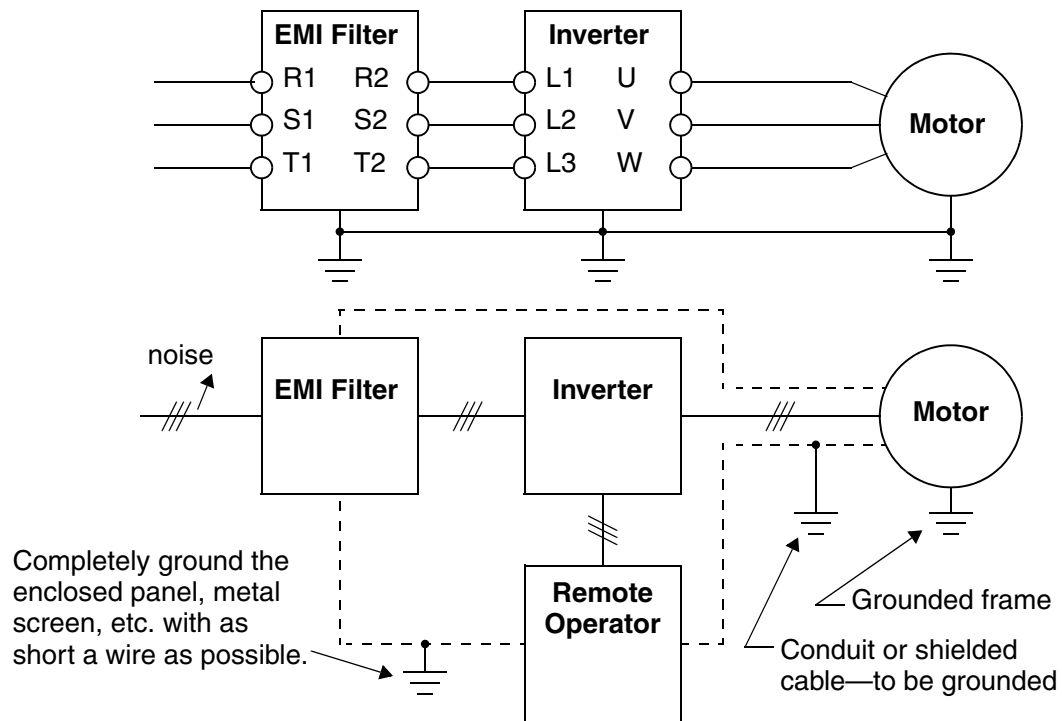 EMI Filter
Inverter
R1 R2
L1 U
S1 S2
L2 V
Motor
T1 T2
L3 W
noise
EMI Filter
Inverter
Motor
Completely ground the
enclosed panel, metal
screen, etc. with as
short a wire as possible.
Remote
Operator
Grounded frame
Conduit or shielded
cable—to be grounded